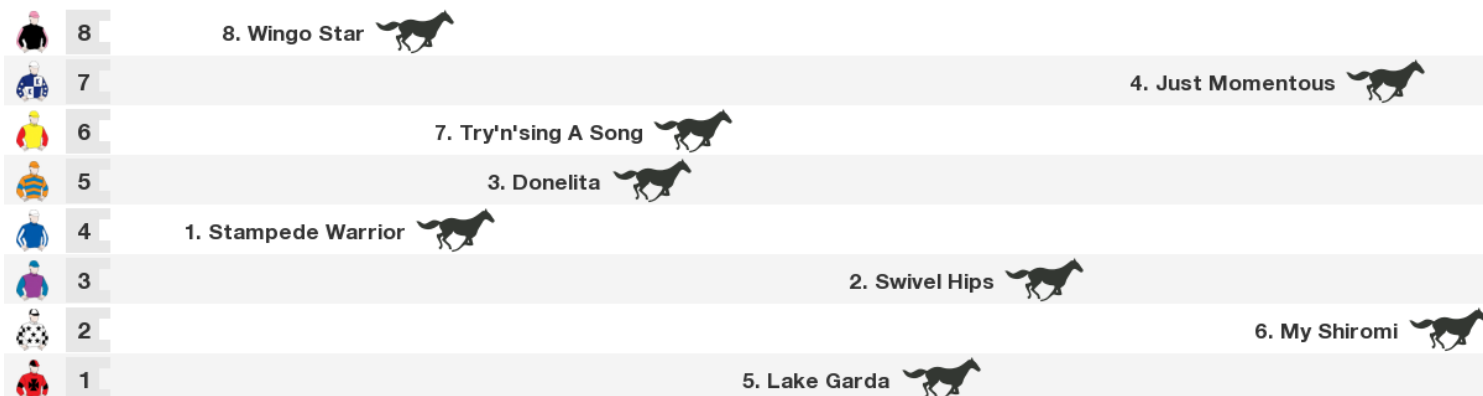 8 8. Wingo Star
7 4. Just Momentous
6 7. Try'n'sing A Song
5 3. Donelita
4 1. Stampede Warrior
3 2. Swivel Hips
2 6. My Shiromi
1 5. Lake Garda